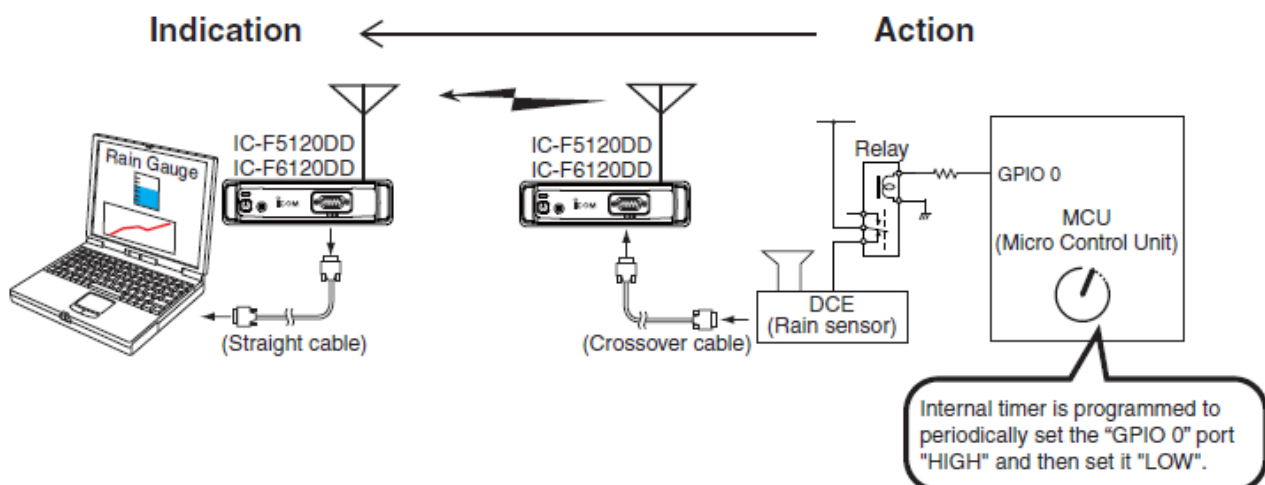 Indication
Action
IC-F5120DD
IC-F6120DD
IC-F5120DD
IC-F6120DD
Rain Gauge
Relay
GPIO 0
MCU
(Micro Control Unit)
ICOM
ICOM
DCE
(Rain sensor)
(Straight cable)
(Crossover cable)
Internal timer is programmed to
periodically set the “GPIO 0” port
"HIGH" and then set it "LOW".